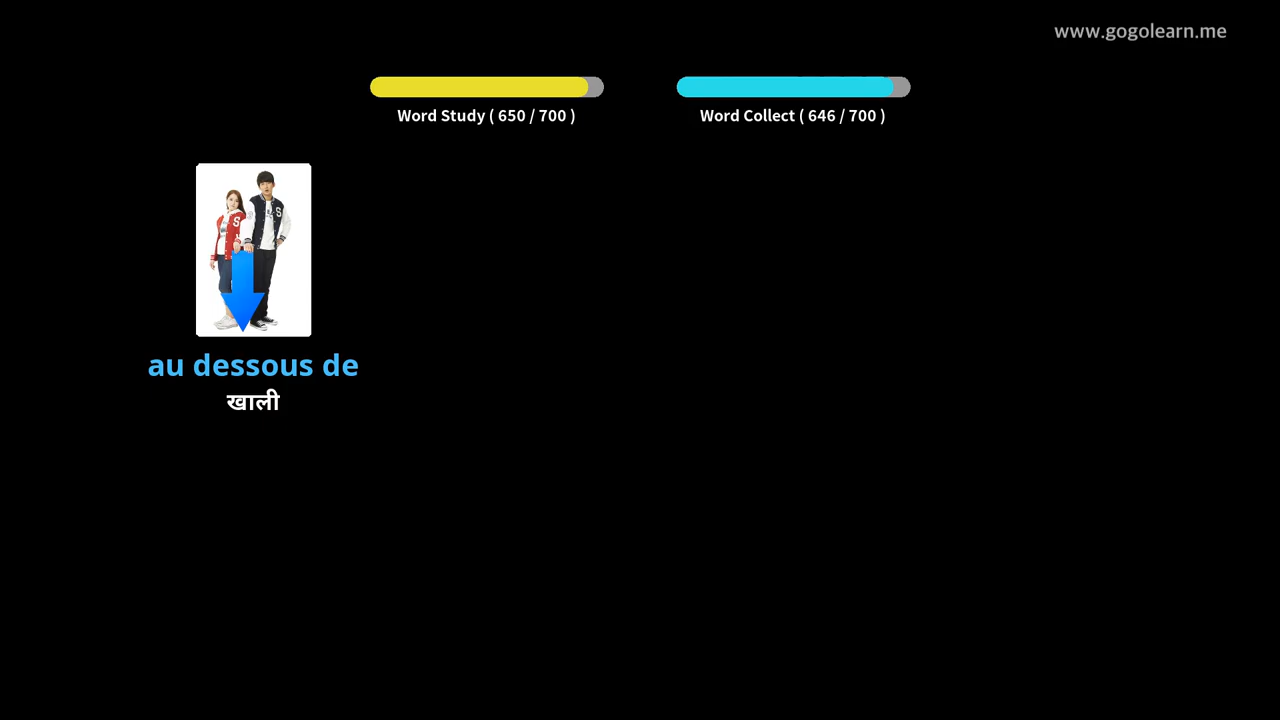 www.gogolearn.me
Word Study ( 650 / 700 )
Word Collect ( 646 / 700 )
au dessous de
खाली